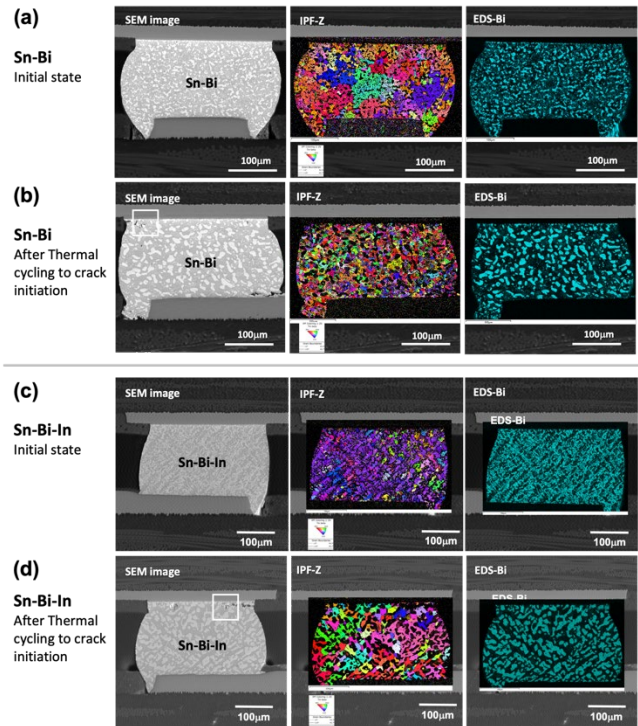 (a)
Sn-Bi
Initial state
SEM image
Sn-Bi
100μm
IPF-Z
100μm
EDS-Bi
100μm
(b)
Sn-Bi
After Thermal
cycling to crack
initiation
SEM image
Sn-Bi
100μm
IPF-Z
100μm
EDS-Bi
100μm
(c)
Sn-Bi-In
Initial state
SEM image
Sn-Bi-In
100μm
IPF-Z
100μm
EDS-Bi
EDS-Bi
100μm
(d)
Sn-Bi-In
After Thermal
cycling to crack
initiation
SEM image
Sn-Bi-In
100μm
IPF-Z
100μm
EDS-Bi
EDS-Bi
100μm